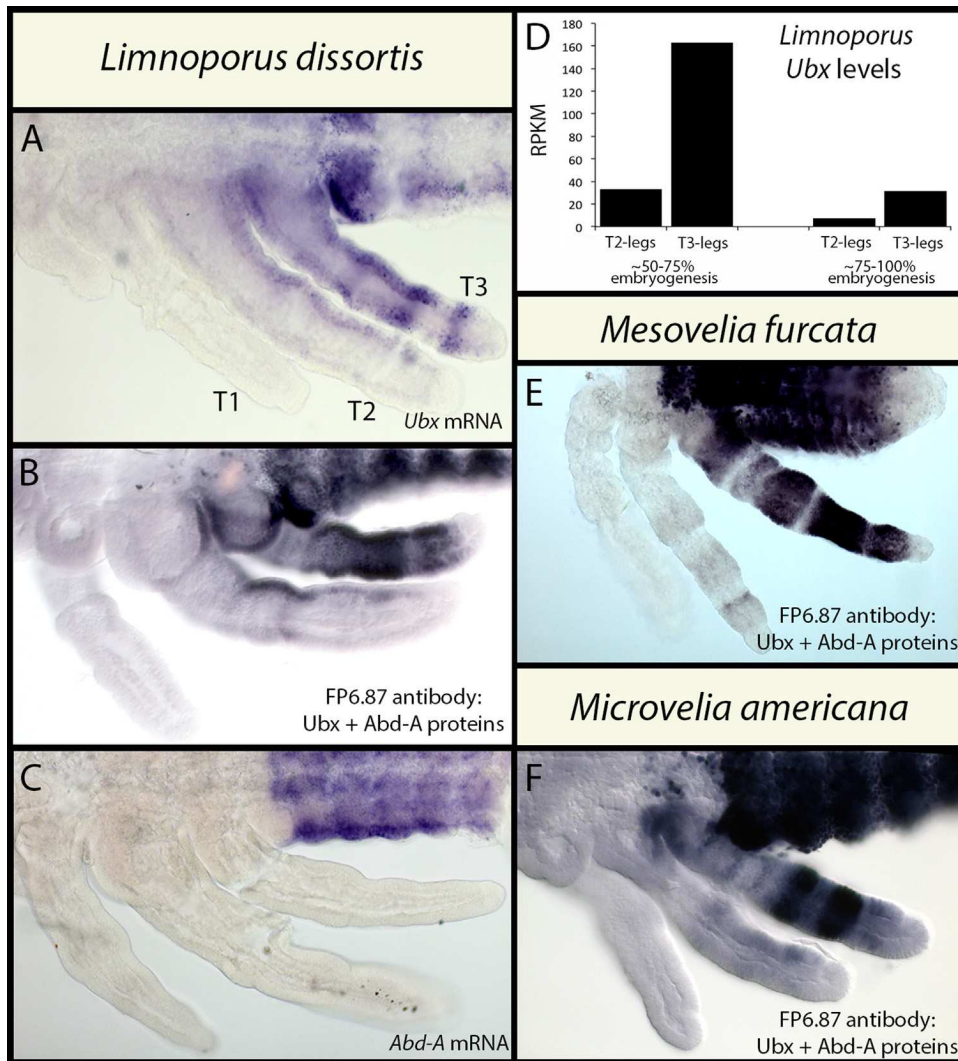 Limnoporus dissortis
A
T1
T2
T3
Ubx mRNA
B
FP6.87 antibody:
Ubx + Abd-A proteins
C
Abd-A mRNA
D
Limnoporus
Ubx levels
RPKM
180
160
140
120
100
80
60
40
20
0
T2-legs T3-legs T2-legs T3-legs
~50-75% ~75-100%
embryogenesis embryogenesis
Mesovelia furcata
E
FP6.87 antibody:
Ubx + Abd-A proteins
Microvelia americana
F
FP6.87 antibody:
Ubx + Abd-A proteins